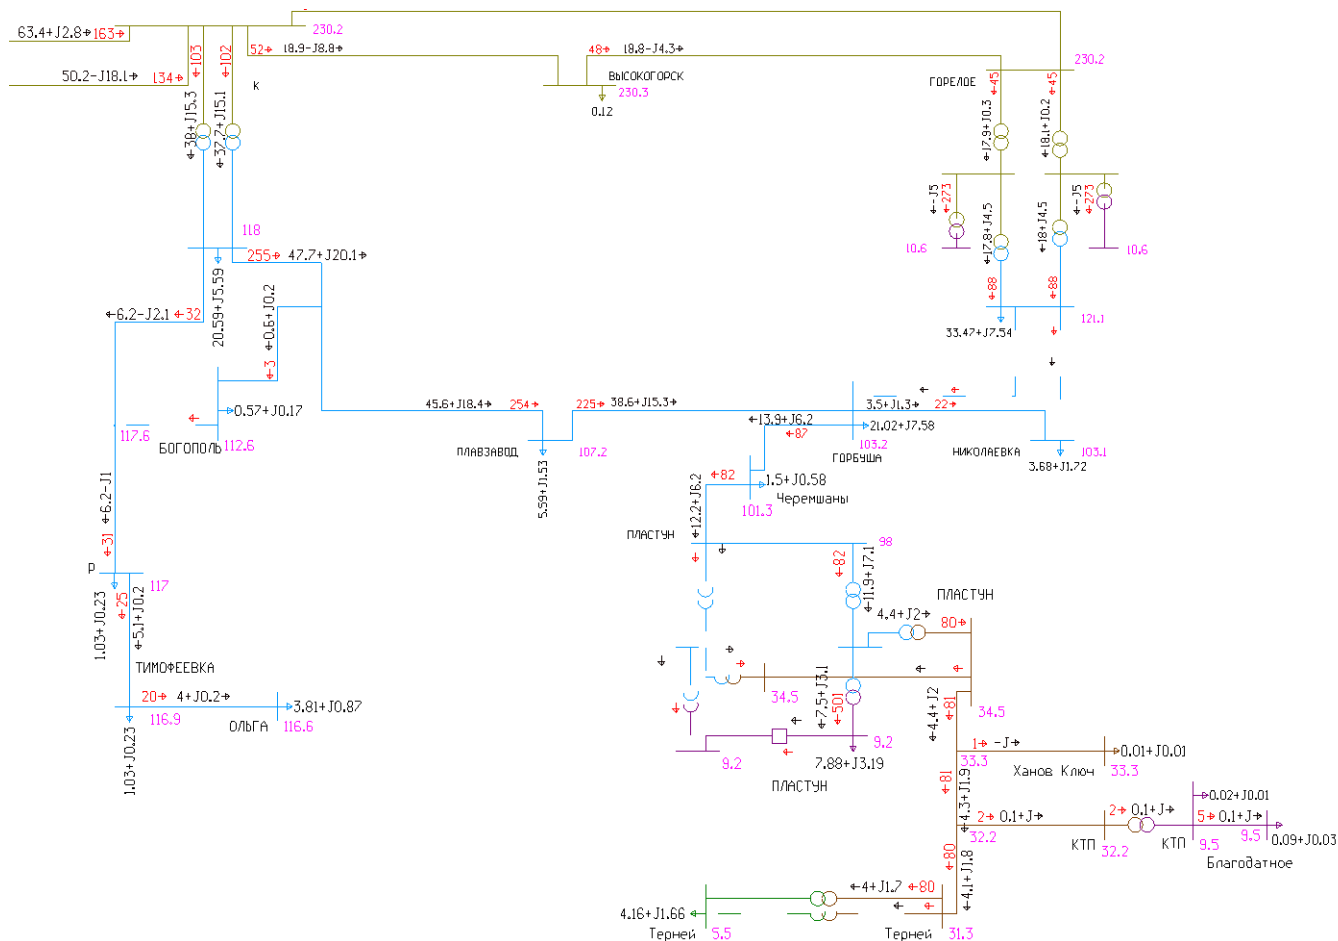 63.4+J2.8 163
230.2
50.2-J18.1 134
103
102
52 18.9-J8.8
48 18.8-J4.3
К
ВЫСОКОГОРСК
230.3
0.12
ГОРЕЛОЕ
230.2
45
45
38+J15.3
37.7+J15.1
17.9+J0.3
18.1+J0.2
-J5
273
-J5
273
17.8+J4.5
18+J4.5
10.6
10.6
118
255 47.7+J20.1
20.59+J5.59
88
88
33.47+J7.54
121.1
6.2-J2.1 32
0.6+J0.2
3
0.57+J0.17
БОГОПОЛЬ 112.6
117.6
45.6+J18.4 254
225 38.6+J15.3
ПЛАВЗАВОД
107.2
5.59+J1.53
3.5+J1.3 22
13.9+J6.2
87
21.02+J7.58
103.2
ГОРБУША
НИКОЛАЕВКА
103.1
3.68+J1.72
82
1.5+J0.58
Черемшаны
101.3
12.2+J6.2
ПЛАСТУН
98
82
11.9+J7.1
6.2-J1
31
Р
117
1.03+J0.23
25
5.1+J0.2
ТИМОФЕЕВКА
20 4+J0.2
116.9
ОЛЬГА
116.6
3.81+J0.87
1.03+J0.23
ПЛАСТУН
4.4+J2
80
34.5
7.5+J3.1
501
34.5
4.4+J2
81
9.2
9.2
7.88+J3.19
ПЛАСТУН
1 -J
33.3
Ханов Ключ
33.3
0.01+J0.01
81
4.3+J1.9
2 0.1+J
32.2
КТП
32.2
2 0.1+J
КТП
0.02+J0.01
5 0.1+J
9.5
9.5
0.09+J0.03
Благодатное
80
4.1+J1.8
4+J1.7 80
4.16+J1.66
Терней
5.5
Терней
31.3